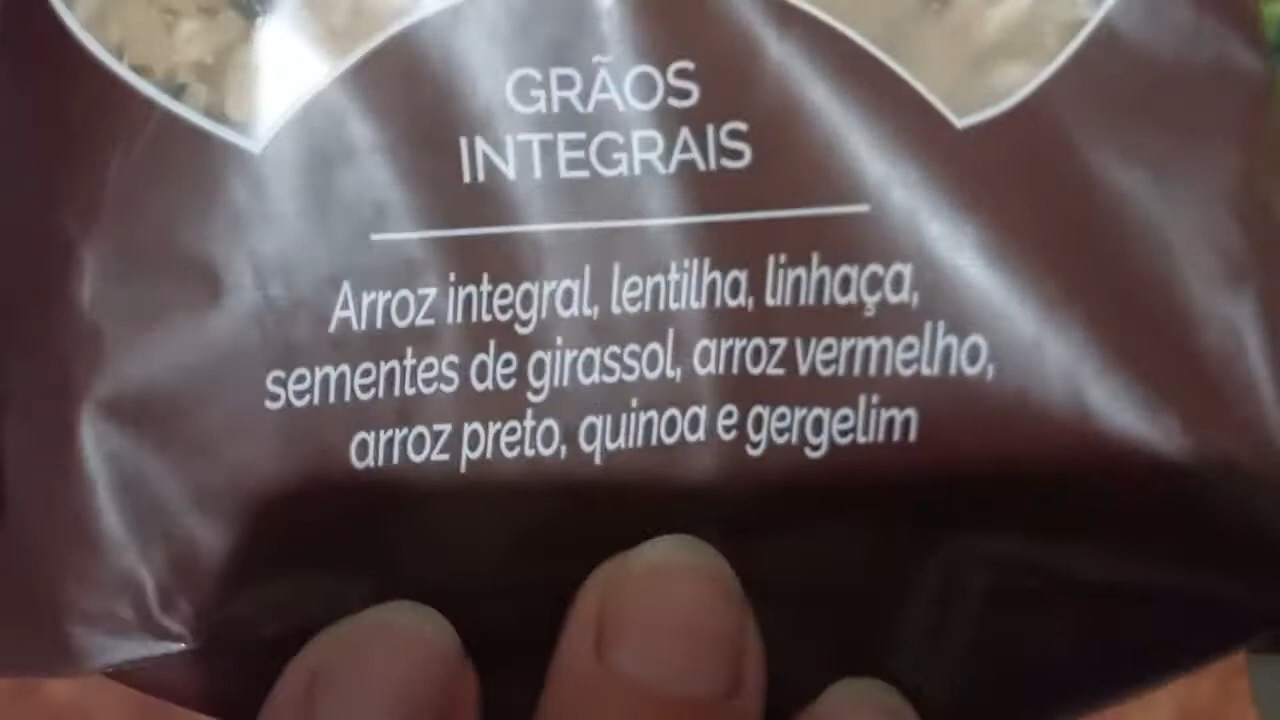 GRÃOS
INTEGRAIS
Arroz integral, lentilha, linhaça,
sementes de girassol, arroz vermelho,
arroz preto, quinoa e gergelim